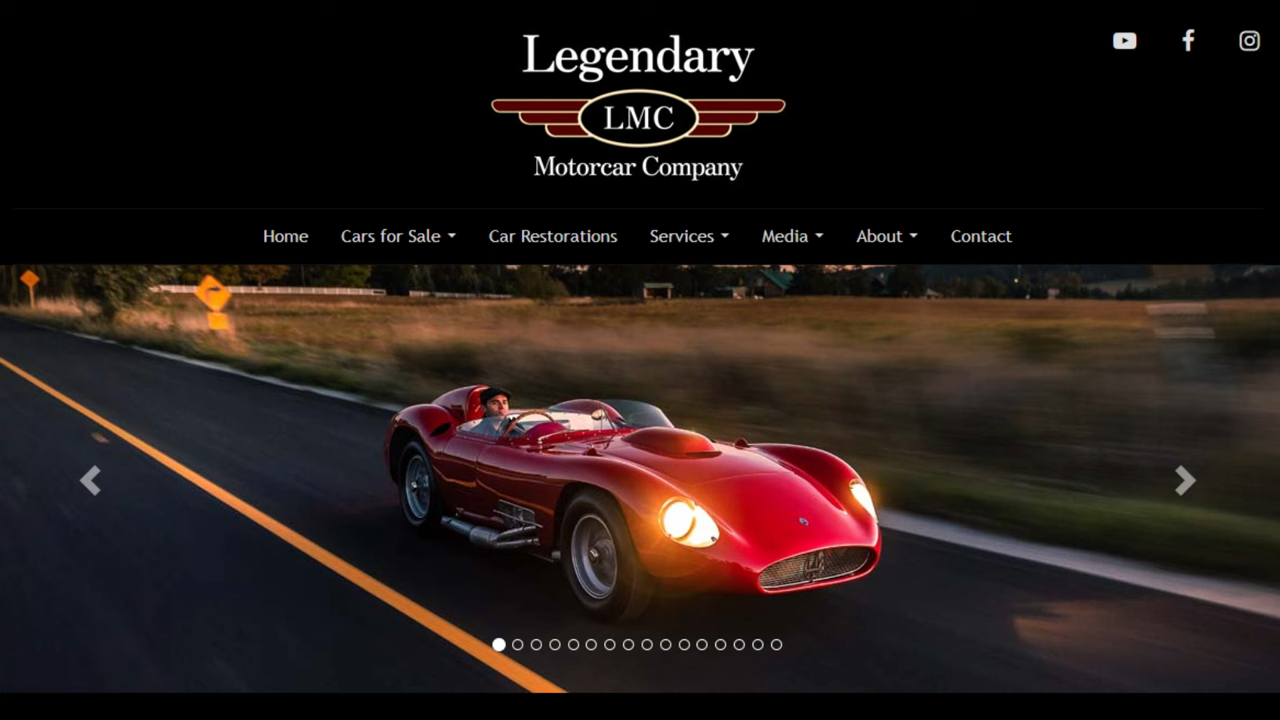 Legendary
LMC
Motorcar Company
Home Cars for Sale Car Restorations Services Media About Contact